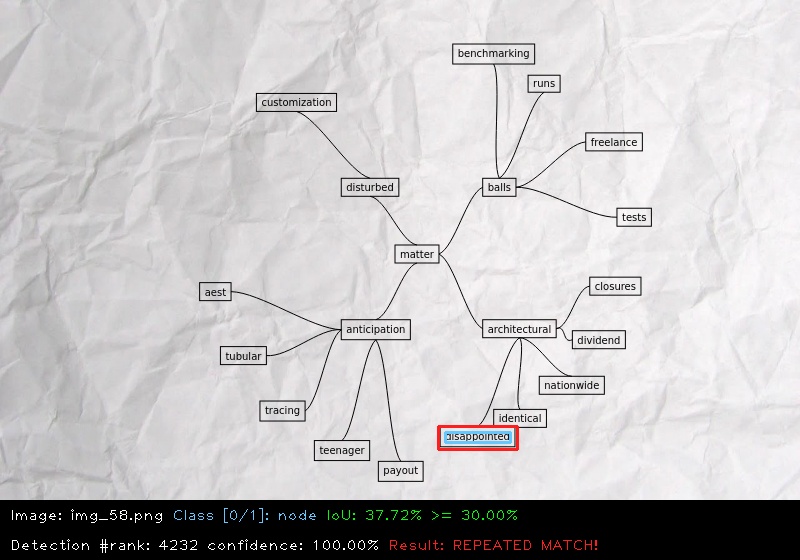 benchmarking
runs
customization
freelance
disturbed
balls
tests
matter
closures
aest
anticipation
architectural
dividend
tubular
nationwide
tracing
identical
disappointed
teenager
payout
Image: img_58.png Class [0/1]: node IoU: 37.72% >= 30.00%
Detection #rank: 4232 confidence: 100.00% Result: REPEATED MATCH!